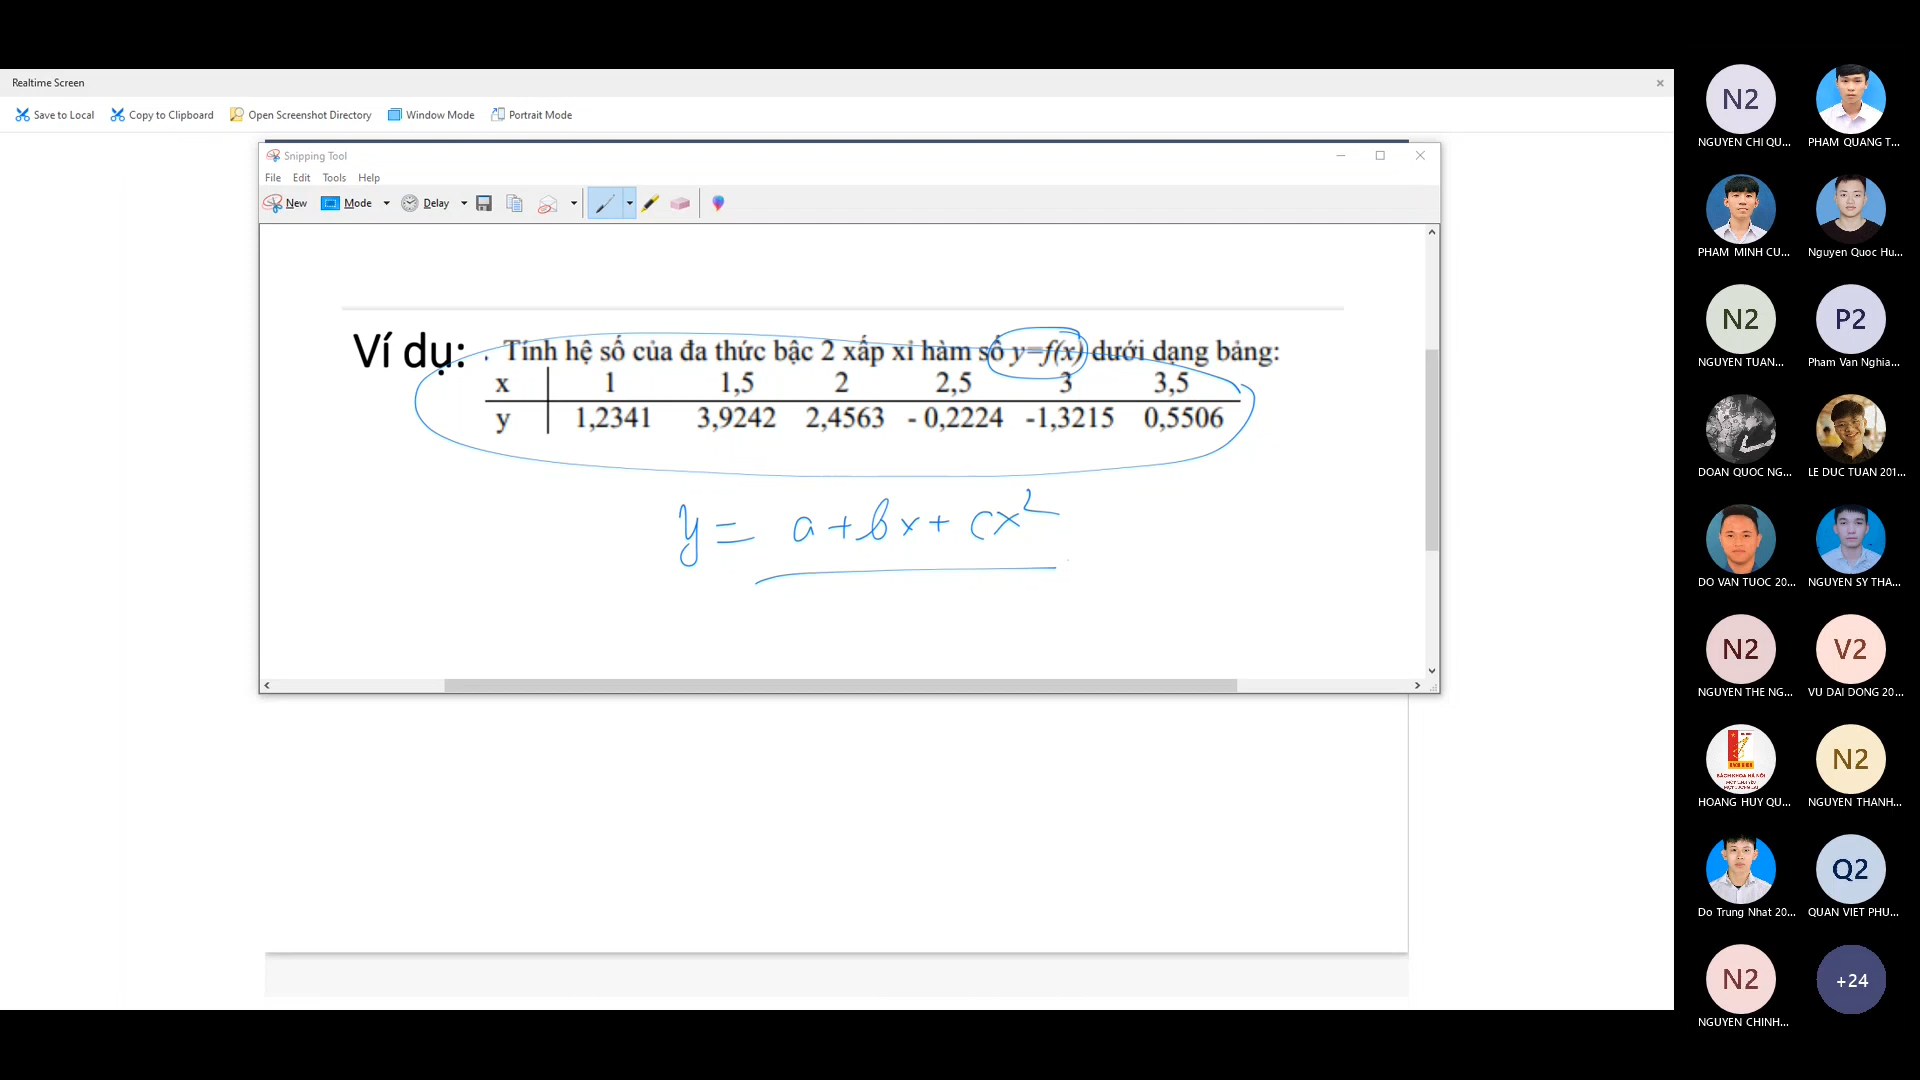 Realtime Screen
Save to Local Copy to Clipboard Open Screenshot Directory Window Mode Portrait Mode
Snipping Tool
File Edit Tools Help
New Mode Delay
Ví dụ: . Tính hệ số của đa thức bậc 2 xấp xỉ hàm số y=f(x) dưới dạng bảng:
x 1 1,5 2 2,5 3 3,5
y 1,2341 3,9242 2,4563 - 0,2224 -1,3215 0,5506
y = a + bx + cx²
N2
NGUYEN CHI QU... PHAM QUANG T...
PHAM MINH CU... Nguyen Quoc Hu...
N2 P2
NGUYEN TUAN... Pham Van Nghia...
DOAN QUOC NG... LE DUC TUAN 201...
DO VAN TUOC 20... NGUYEN SY THA...
N2 V2
NGUYEN THE NG... VU DAI DONG 20...
BÁCH KHOA HÀ NỘI
N2
HOANG HUY QU... NGUYEN THANH...
Q2
Do Trung Nhat 20... QUAN VIET PHU...
N2 +24
NGUYEN CHINH...